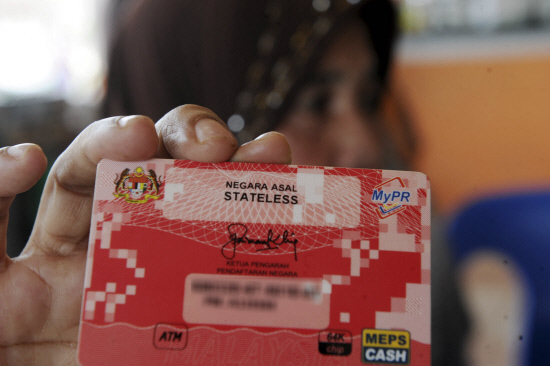 NEGARA ASAL
STATELESS
MyPR
KETUA PENGARAH
PENDAFTARAN NEGARA
ATM
64K
chip
MEPS
CASH